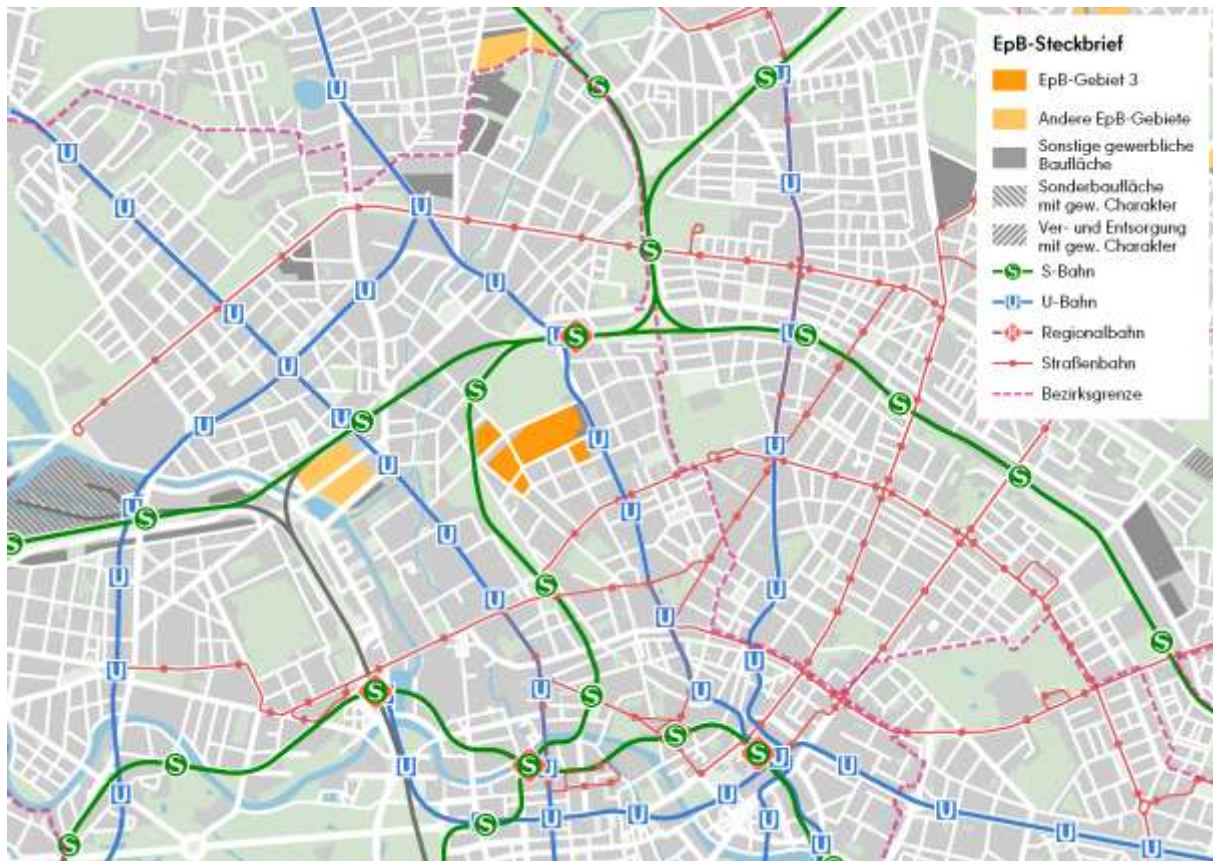 EpB-Steckbrief
EpB-Gebiet 3
Andere EpB-Gebiete
Sonstige gewerbliche
Baufläche
Sonderbaufläche
mit gew. Charakter
Ver- und Entsorgung
mit gew. Charakter
S-Bahn
U-Bahn
Regionalbahn
Straßenbahn
Bezirksgrenze